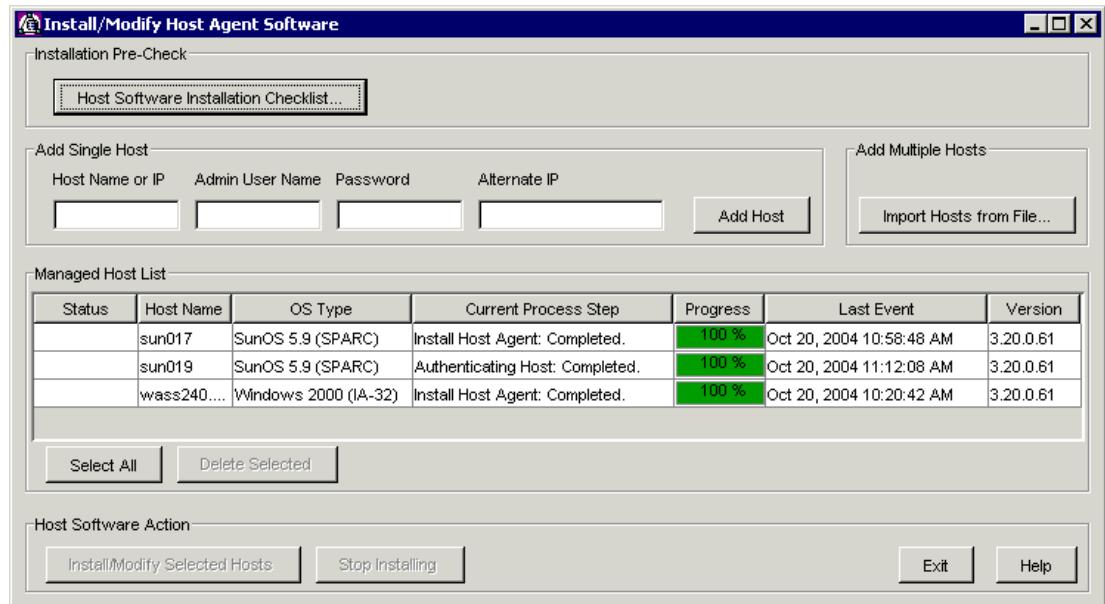 Install/Modify Host Agent Software
Installation Pre-Check
Host Software Installation Checklist...
Add Single Host
Add Multiple Hosts
Host Name or IP Admin User Name Password Alternate IP
Add Host
Import Hosts from File...
Managed Host List
Status Host Name OS Type Current Process Step Progress Last Event Version
sun017 SunOS 5.9 (SPARC) Install Host Agent: Completed. 100 % Oct 20, 2004 10:58:48 AM 3.20.0.61
sun019 SunOS 5.9 (SPARC) Authenticating Host: Completed. 100 % Oct 20, 2004 11:12:08 AM 3.20.0.61
wass240.... Windows 2000 (IA-32) Install Host Agent: Completed. 100 % Oct 20, 2004 10:20:42 AM 3.20.0.61
Select All Delete Selected
Host Software Action
Install/Modify Selected Hosts Stop Installing Exit Help